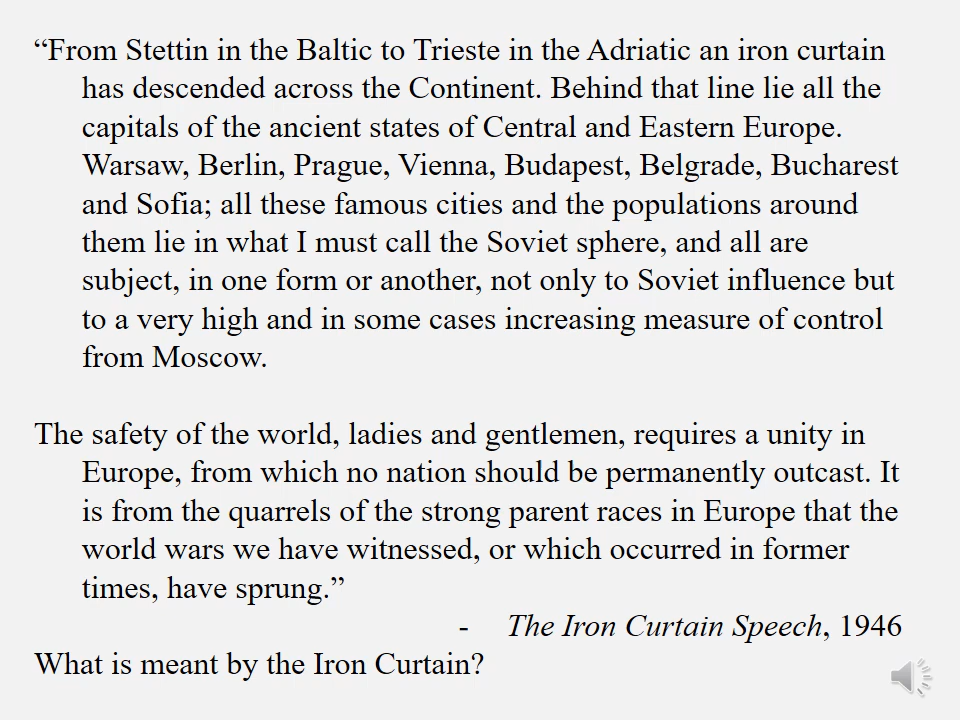 “From Stettin in the Baltic to Trieste in the Adriatic an iron curtain
has descended across the Continent. Behind that line lie all the
capitals of the ancient states of Central and Eastern Europe.
Warsaw, Berlin, Prague, Vienna, Budapest, Belgrade, Bucharest
and Sofia; all these famous cities and the populations around
them lie in what I must call the Soviet sphere, and all are
subject, in one form or another, not only to Soviet influence but
to a very high and in some cases increasing measure of control
from Moscow.
The safety of the world, ladies and gentlemen, requires a unity in
Europe, from which no nation should be permanently outcast. It
is from the quarrels of the strong parent races in Europe that the
world wars we have witnessed, or which occurred in former
times, have sprung.”
- The Iron Curtain Speech, 1946
What is meant by the Iron Curtain?